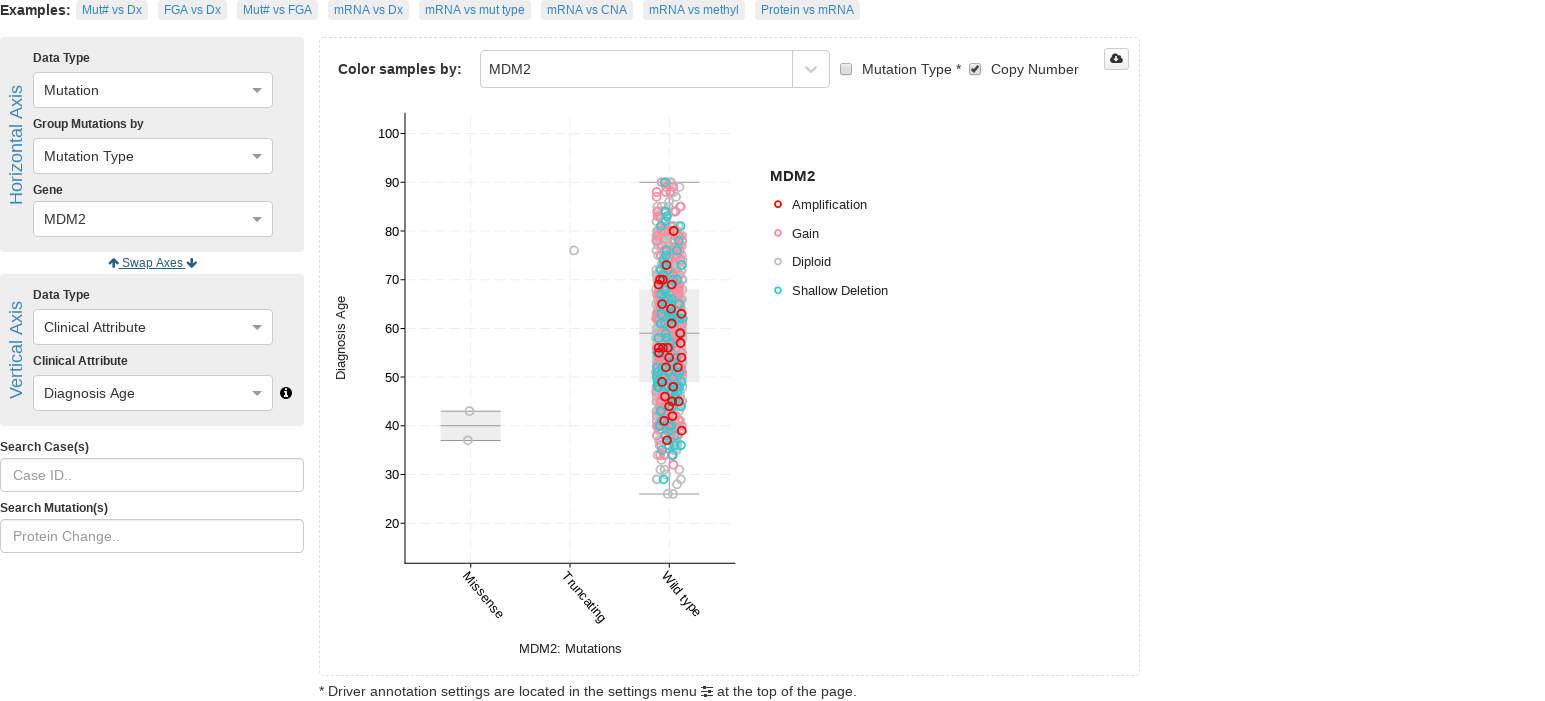 Examples: Mut# vs Dx FGA vs Dx Mut# vs FGA mRNA vs Dx mRNA vs mut type mRNA vs CNA mRNA vs methyl Protein vs mRNA
Horizontal Axis
Data Type
Mutation
Group Mutations by
Mutation Type
Gene
MDM2
Swap Axes
Vertical Axis
Data Type
Clinical Attribute
Clinical Attribute
Diagnosis Age
Search Case(s)
Case ID..
Search Mutation(s)
Protein Change..
Color samples by: MDM2 Mutation Type * Copy Number
Diagnosis Age
100
90
80
70
60
50
40
30
20
Missense
Truncating
Wild type
MDM2: Mutations
MDM2
Amplification
Gain
Diploid
Shallow Deletion
* Driver annotation settings are located in the settings menu at the top of the page.